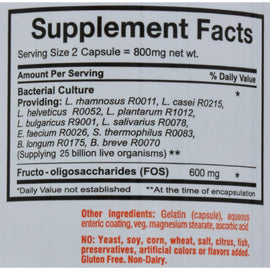 Supplement Facts
Serving Size 2 Capsule = 800mg net wt.
Amount Per Serving % Daily Value
Bacterial Culture *
Providing: L. rhamnosus R0011, L. casei R0215,
L. helveticus R0052, L. plantarum R1012,
L. bulgaricus R9001, L. salivarius R0078,
E. faecium R0026, S. thermophilus R0083,
B. longum R0175, B. breve R0070
(Supplying 25 billion live organisms) **
Fructo-oligosaccharides (FOS) 600 mg *
*Daily Value not established **At the time of encapsulation
Other ingredients: Gelatin (capsule), aqueous
enteric coating, veg. magnesium stearate, ascorbic acid
NO: Yeast, soy, corn, wheat, salt, citrus, fish,
preservatives, artificial colors or flavors added.
Gluten Free. Non-Dairy.